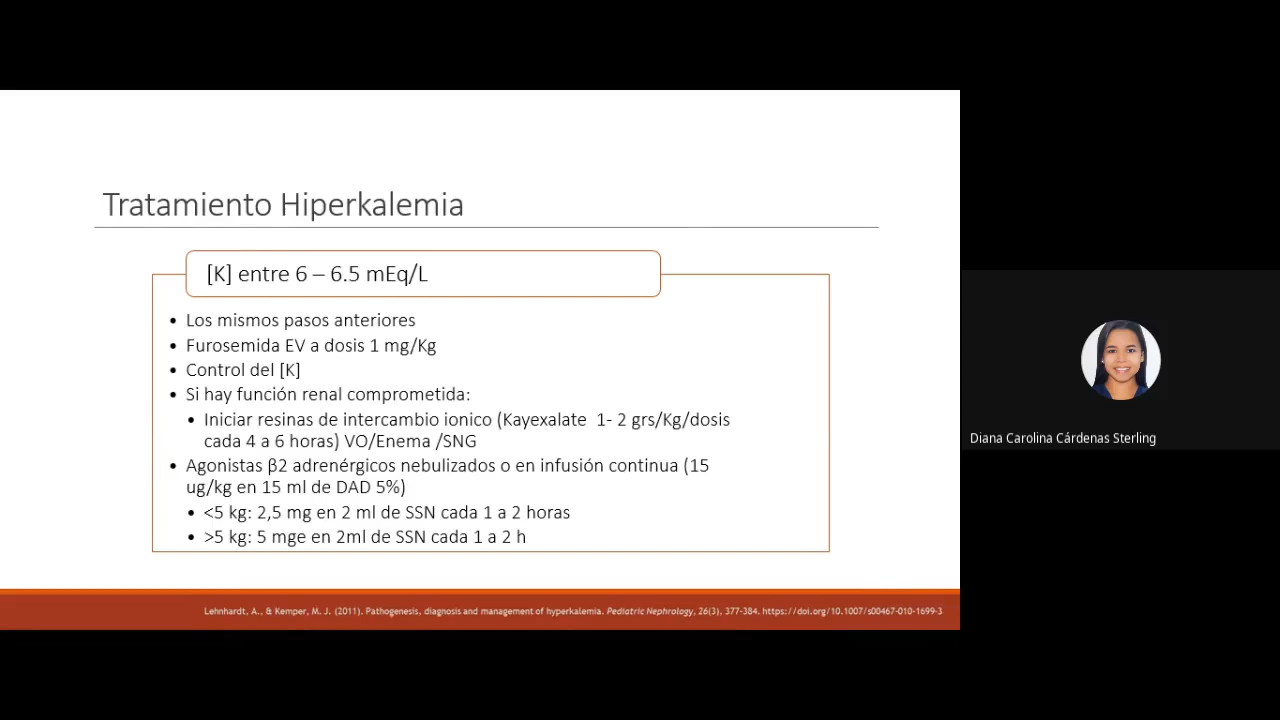 Tratamiento Hiperkalemia
[K] entre 6 – 6.5 mEq/L
• Los mismos pasos anteriores
• Furosemida EV a dosis 1 mg/Kg
• Control del [K]
• Si hay función renal comprometida:
• Iniciar resinas de intercambio ionico (Kayexalate 1- 2 grs/Kg/dosis
cada 4 a 6 horas) VO/Enema /SNG
• Agonistas β2 adrenérgicos nebulizados o en infusión continua (15
ug/kg en 15 ml de DAD 5%)
• <5 kg: 2,5 mg en 2 ml de SSN cada 1 a 2 horas
• >5 kg: 5 mge en 2ml de SSN cada 1 a 2 h
Lehnhardt, A., & Kemper, M. J. (2011). Pathogenesis, diagnosis and management of hyperkalemia. Pediatric Nephrology, 26(3), 377-384. https://doi.org/10.1007/s00467-010-1699-3
Diana Carolina Cárdenas Sterling